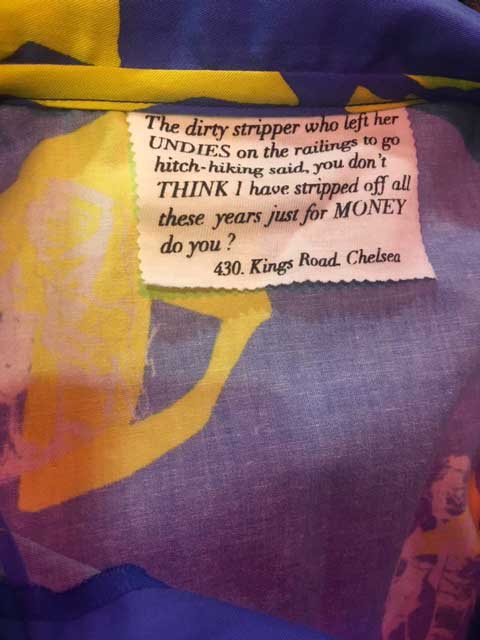 The dirty stripper who left her
UNDIES on the railings to go
hitch-hiking said, you don't
THINK I have stripped off all
these years just for MONEY
do you?
430. Kings Road. Chelsea